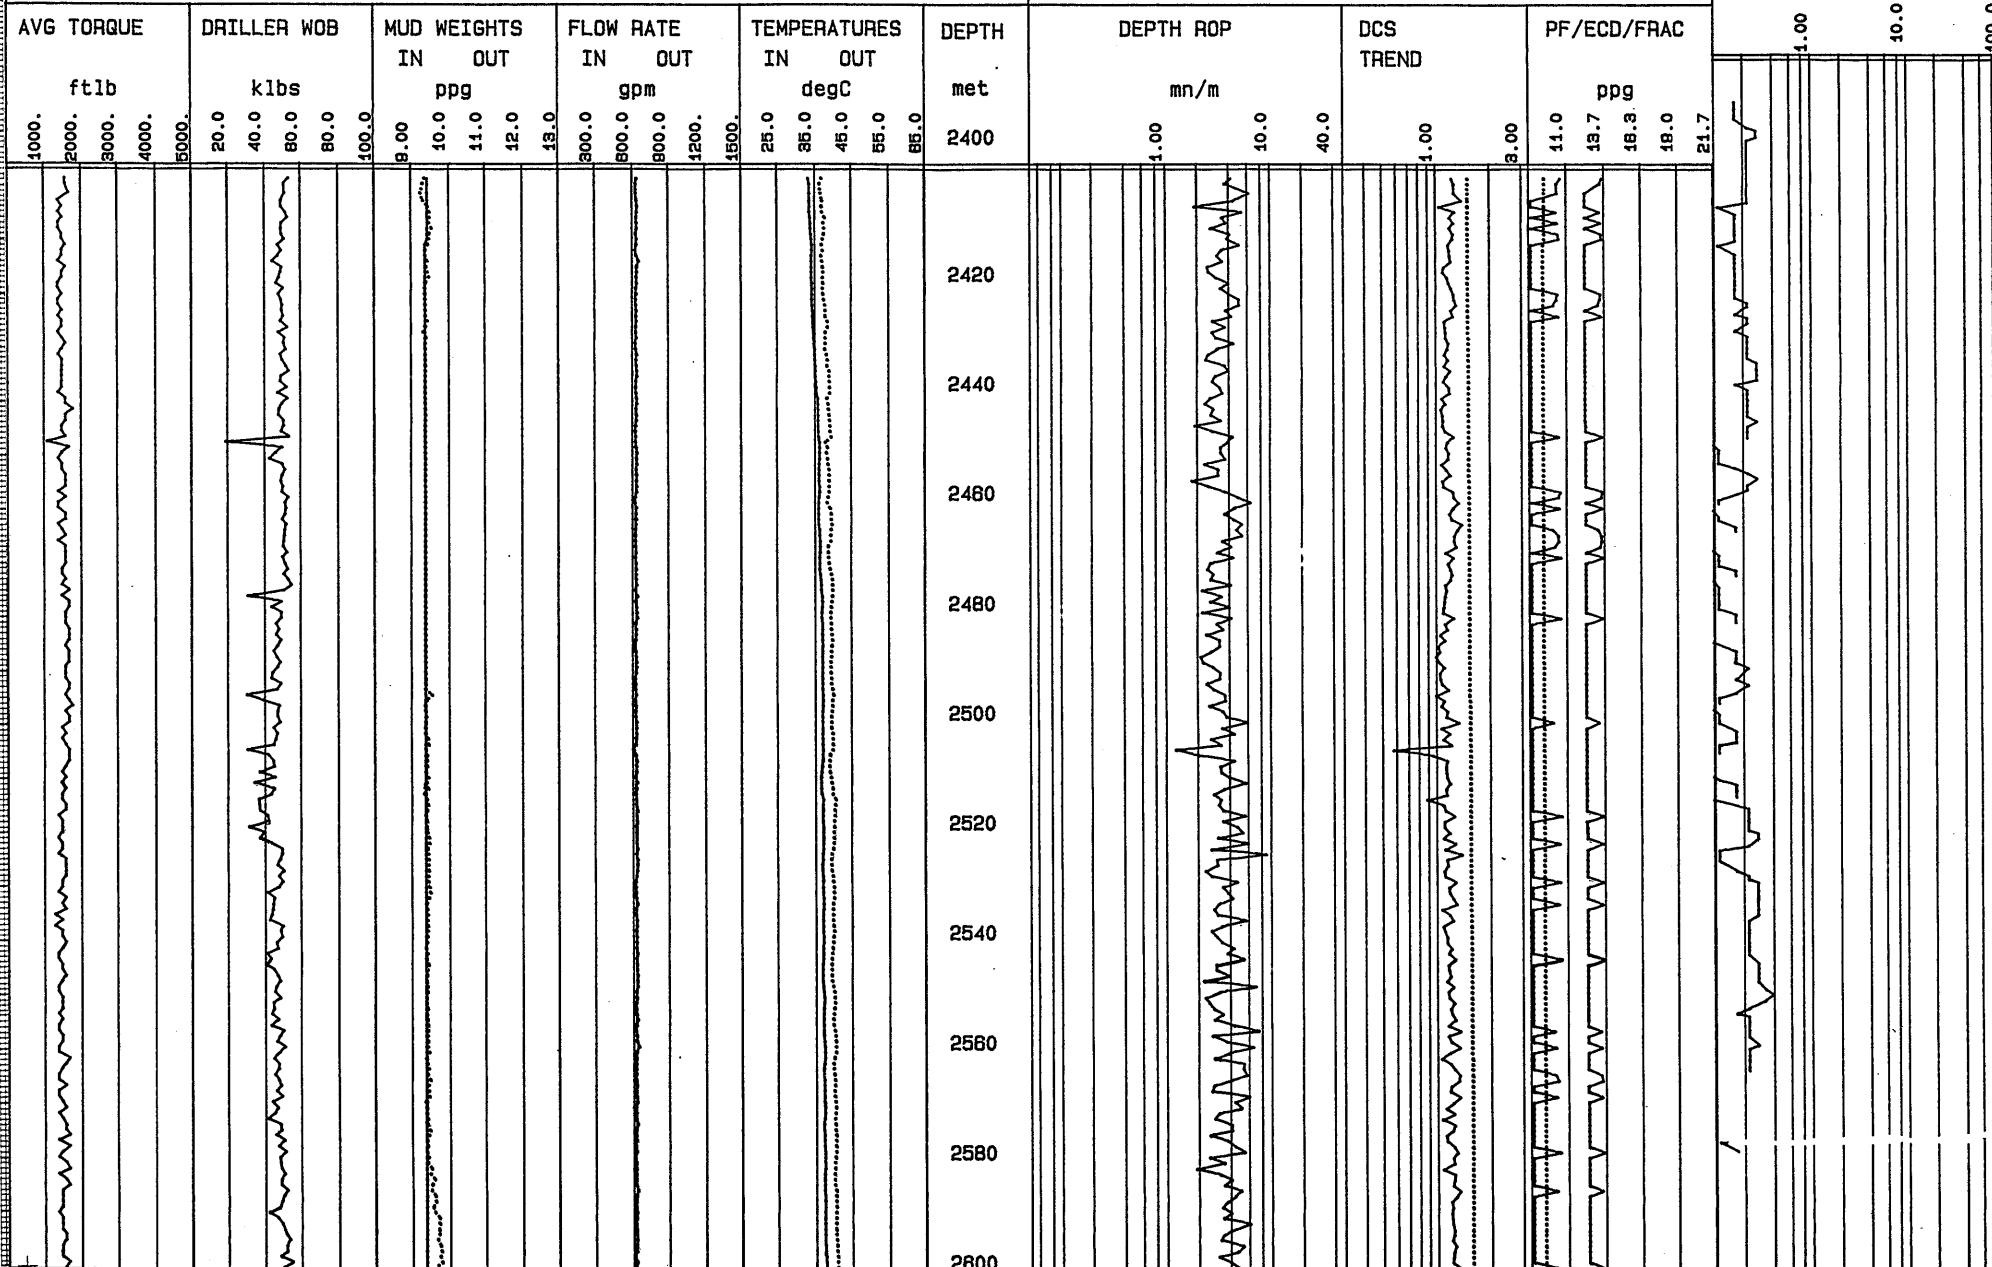 AVG TORQUE
ftlb
1000. 2000. 3000. 4000. 5000.
DRILLER WOB
klbs
20.0 40.0 60.0 80.0 100.0
MUD WEIGHTS
IN OUT
ppg
9.00 10.0 11.0 12.0 13.0
FLOW RATE
IN OUT
gpm
300.0 600.0 900.0 1200. 1500.
TEMPERATURES
IN OUT
degC
25.0 35.0 45.0 55.0 65.0
DEPTH
met
DEPTH ROP
mn/m
1.00 10.0 40.0
DCS
TREND
1.00 3.00
PF/ECD/FRAC
ppg
11.0 13.7 16.3 19.0 21.7
1.00 10.0 100.0
2400
2420
2440
2460
2480
2500
2520
2540
2560
2580
2600